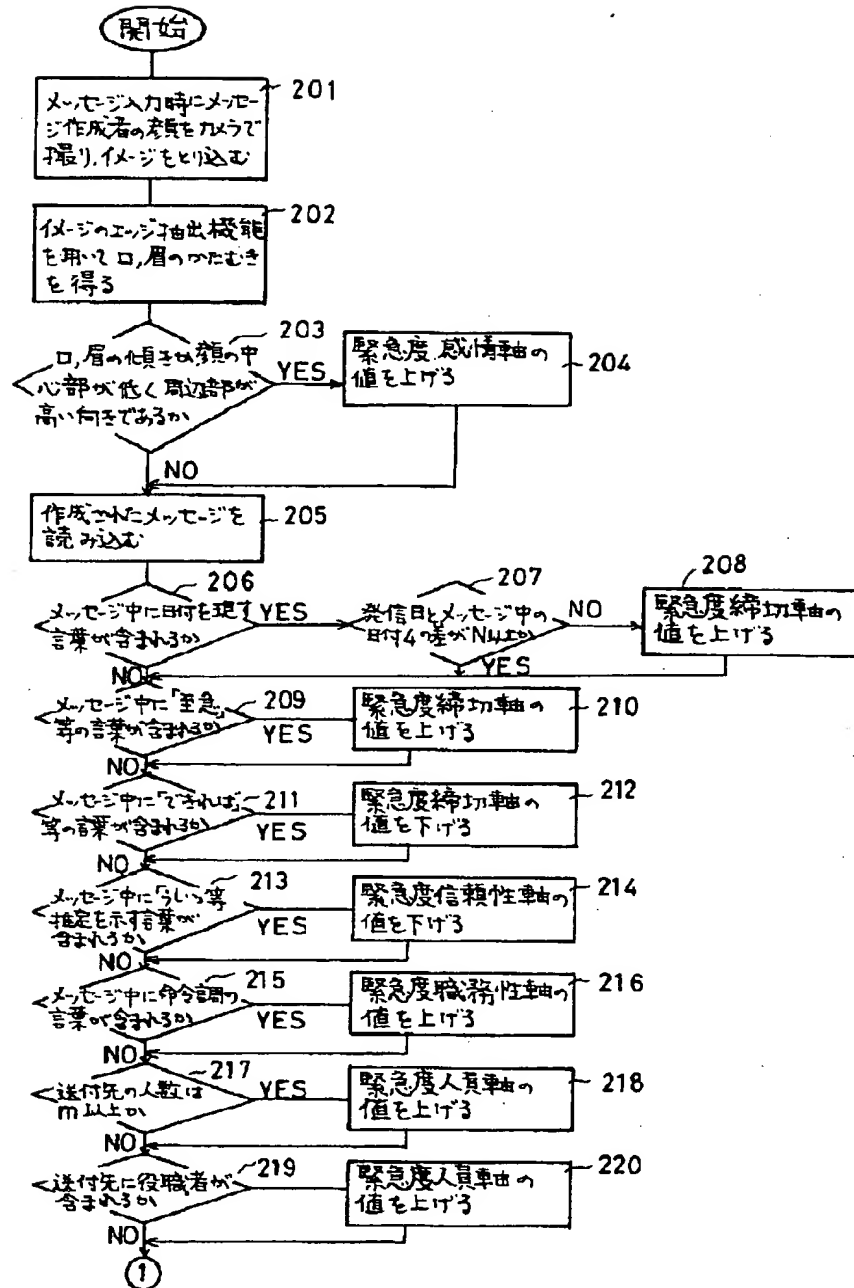 開始
メッセージ入力時にメッセー
ジ作成者の顔をカメラで
撮り,イメージをとり込む
201
イメージのエッジ抽出機能
を用いて口,眉のかたむき
を得る
202
口,眉の傾きが顔の中
心部が低く周辺部が
高い向きであるか
203
YES
緊急度感情軸の
値を上げる
204
NO
作成されたメッセージを
読み込む
205
メッセージ中に日付を現す
言葉が含まれるか
206
YES
発信日とメッセージ中の
日付4の差がN以上か
207
NO
緊急度締切軸の
値を上げる
208
YES
NO
メッセージ中に「至急」
等の言葉が含まれるか
209
YES
緊急度締切軸の
値を上げる
210
NO
メッセージ中に「できれば」
等の言葉が含まれるか
211
YES
緊急度締切軸の
値を下げる
212
NO
メッセージ中に「らしい」等
推定を示す言葉が
含まれるか
213
YES
緊急度信頼性軸の
値を下げる
214
NO
メッセージ中に命令調の
言葉が含まれるか
215
YES
緊急度職務性軸の
値を上げる
216
NO
送付先の人数は
m以上か
217
YES
緊急度人員軸の
値を上げる
218
NO
送付先に役職者が
含まれるか
219
緊急度人員軸の
値を上げる
220
NO
1